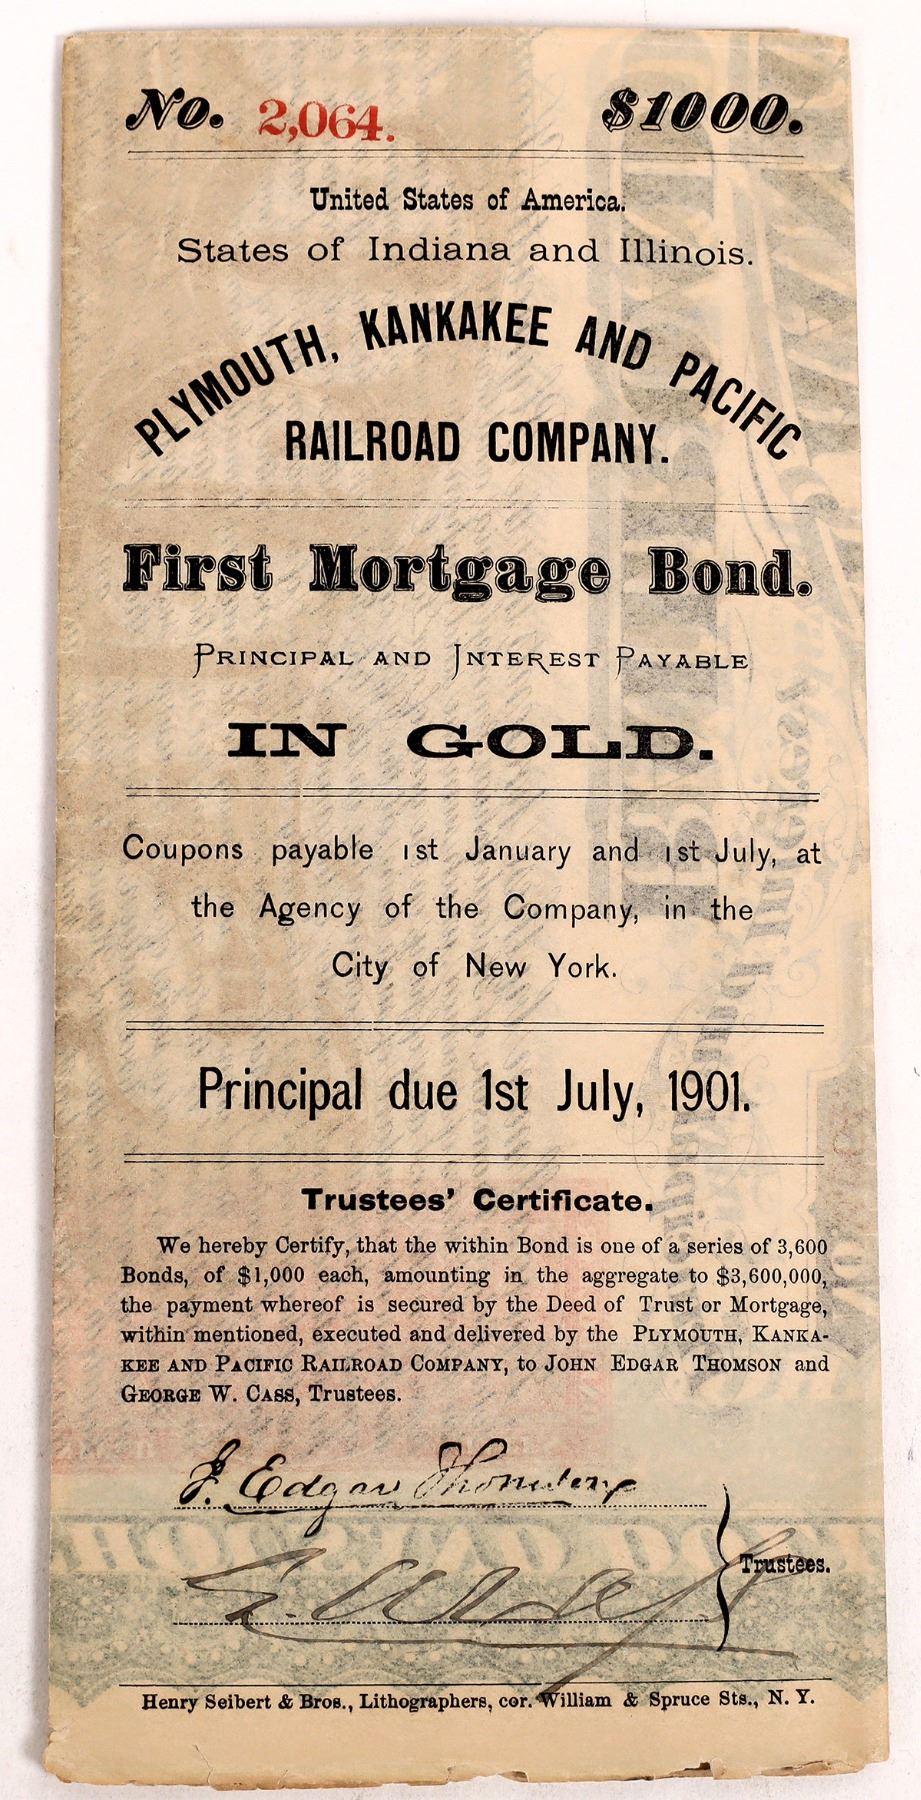 No. 2,064. $1000.
United States of America.
States of Indiana and Illinois.
PLYMOUTH, KANKAKEE AND PACIFIC
RAILROAD COMPANY.
First Mortgage Bond.
PRINCIPAL AND INTEREST PAYABLE
IN GOLD.
Coupons payable 1st January and 1st July, at
the Agency of the Company, in the
City of New York.
Principal due 1st July, 1901.
Trustees' Certificate.
We hereby Certify, that the within Bond is one of a series of 3,600
Bonds, of $1,000 each, amounting in the aggregate to $3,600,000,
the payment whereof is secured by the Deed of Trust or Mortgage,
within mentioned, executed and delivered by the PLYMOUTH, KANKA-
KEE AND PACIFIC RAILROAD COMPANY, to JOHN EDGAR THOMSON and
GEORGE W. CASS, Trustees.
J. Edgar Thomson
Trustees.
Henry Seibert & Bros., Lithographers, cor. William & Spruce Sts., N. Y.